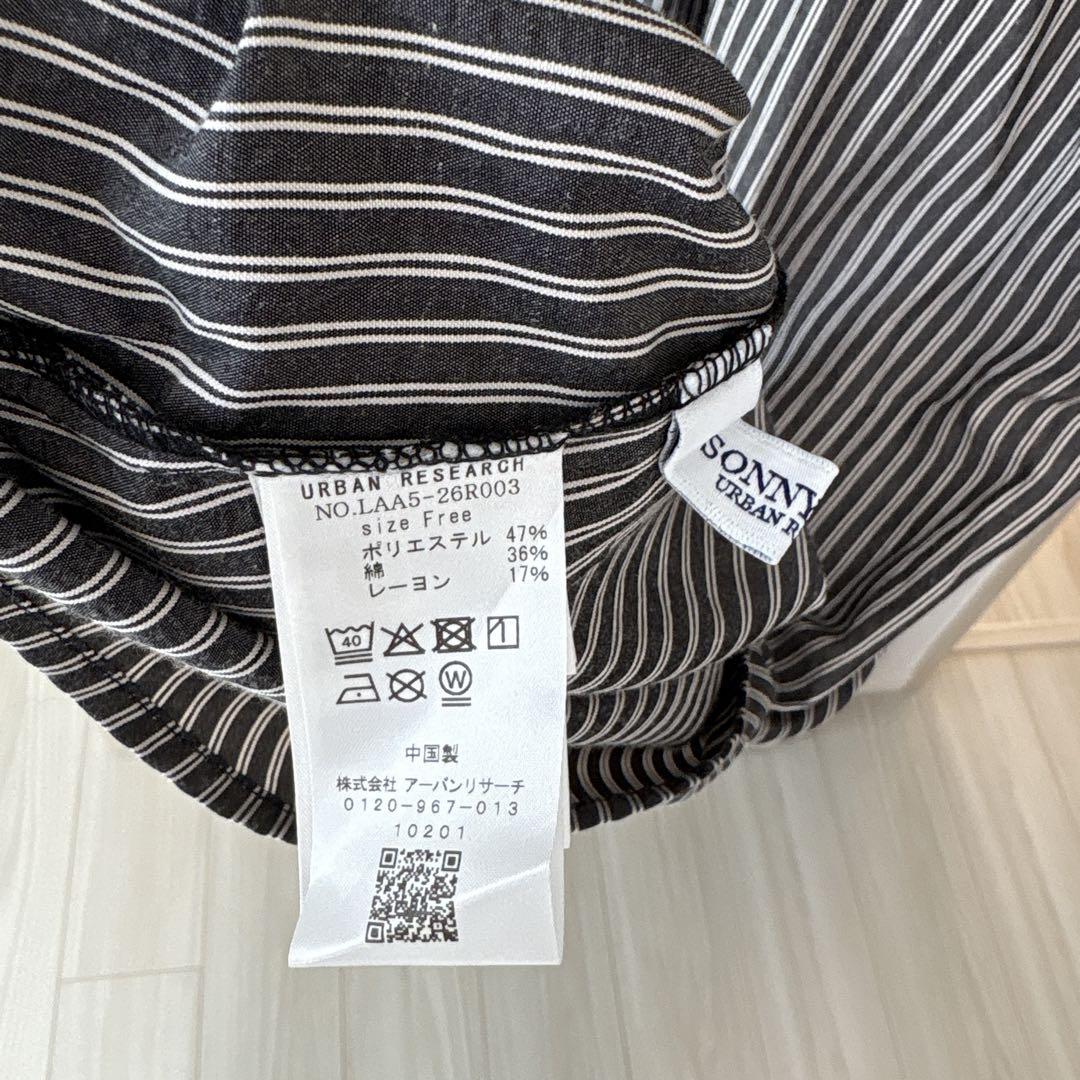 URBAN RESEARCH
NO.LAA5-26R003
size Free
ポリエステル 47%
綿 36%
レーヨン 17%
40
W
中国製
株式会社 アーバンリサーチ
0120-967-013
10201
SONNY
URBAN R